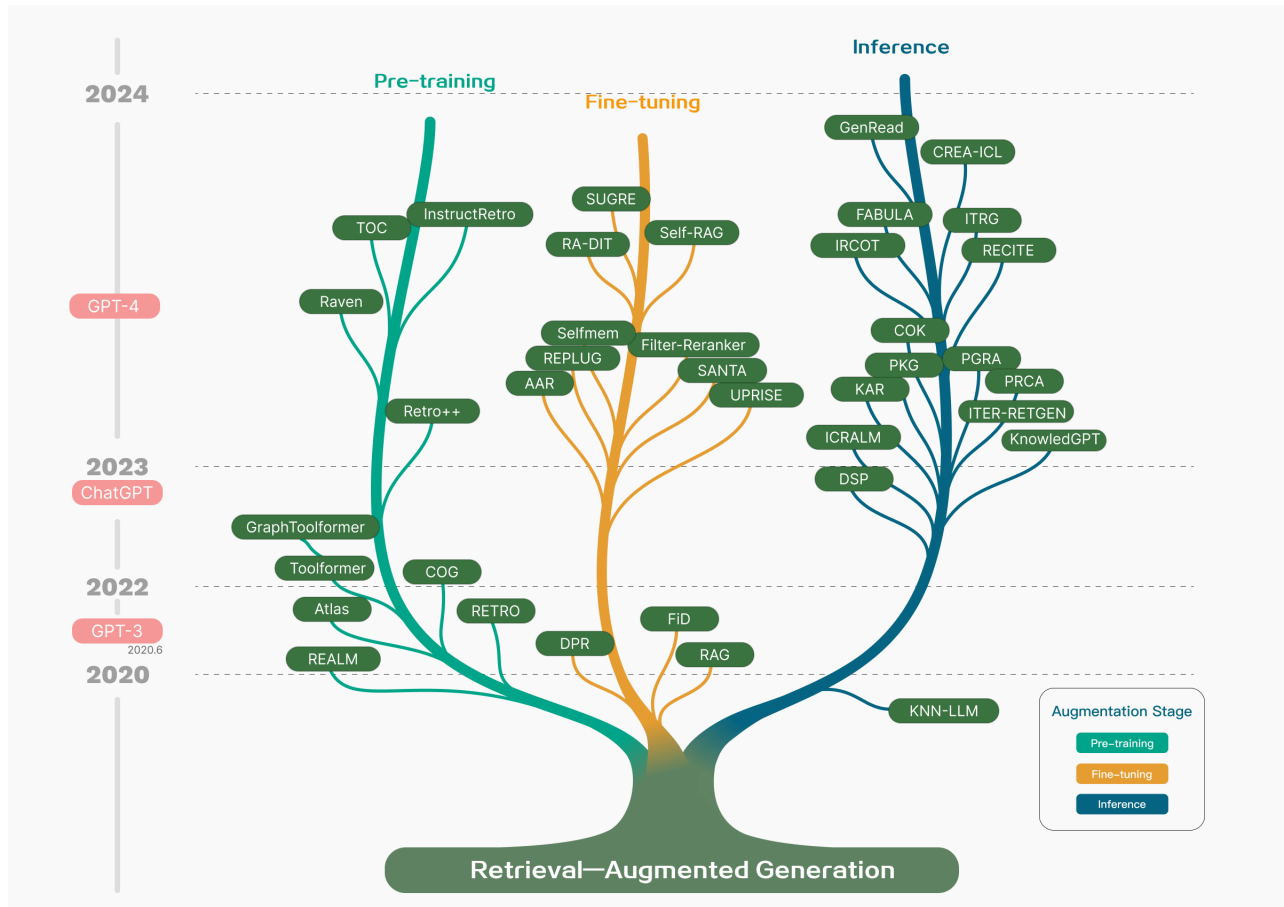 Inference
Pre-training
2024
Fine-tuning
GenRead
CREA-ICL
SUGRE
TOC
InstructRetro
FABULA
ITRG
RA-DIT
Self-RAG
IRCOT
RECITE
GPT-4
Raven
Selfmem
Filter-Reranker
COK
REPLUG
SANTA
PKG
PGRA
AAR
UPRISE
KAR
PRCA
Retro++
ITER-RETGEN
ICRALM
KnowledGPT
2023
DSP
ChatGPT
GraphToolformer
Toolformer
COG
2022
Atlas
RETRO
GPT-3
2020.6
DPR
FiD
RAG
REALM
2020
KNN-LLM
Augmentation Stage
Pre-training
Fine-tuning
Inference
Retrieval—Augmented Generation